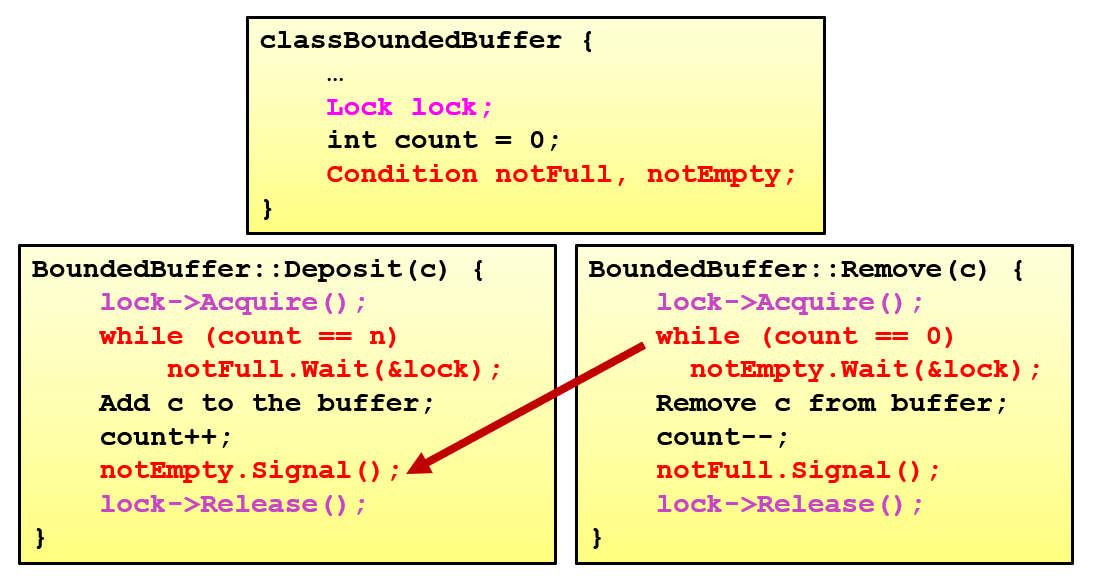 classBoundedBuffer {
…
Lock lock;
int count = 0;
Condition notFull, notEmpty;
}
BoundedBuffer::Deposit(c) {
lock->Acquire();
while (count == n)
notFull.Wait(&lock);
Add c to the buffer;
count++;
notEmpty.Signal();
lock->Release();
}
BoundedBuffer::Remove(c) {
lock->Acquire();
while (count == 0)
notEmpty.Wait(&lock);
Remove c from buffer;
count--;
notFull.Signal();
lock->Release();
}